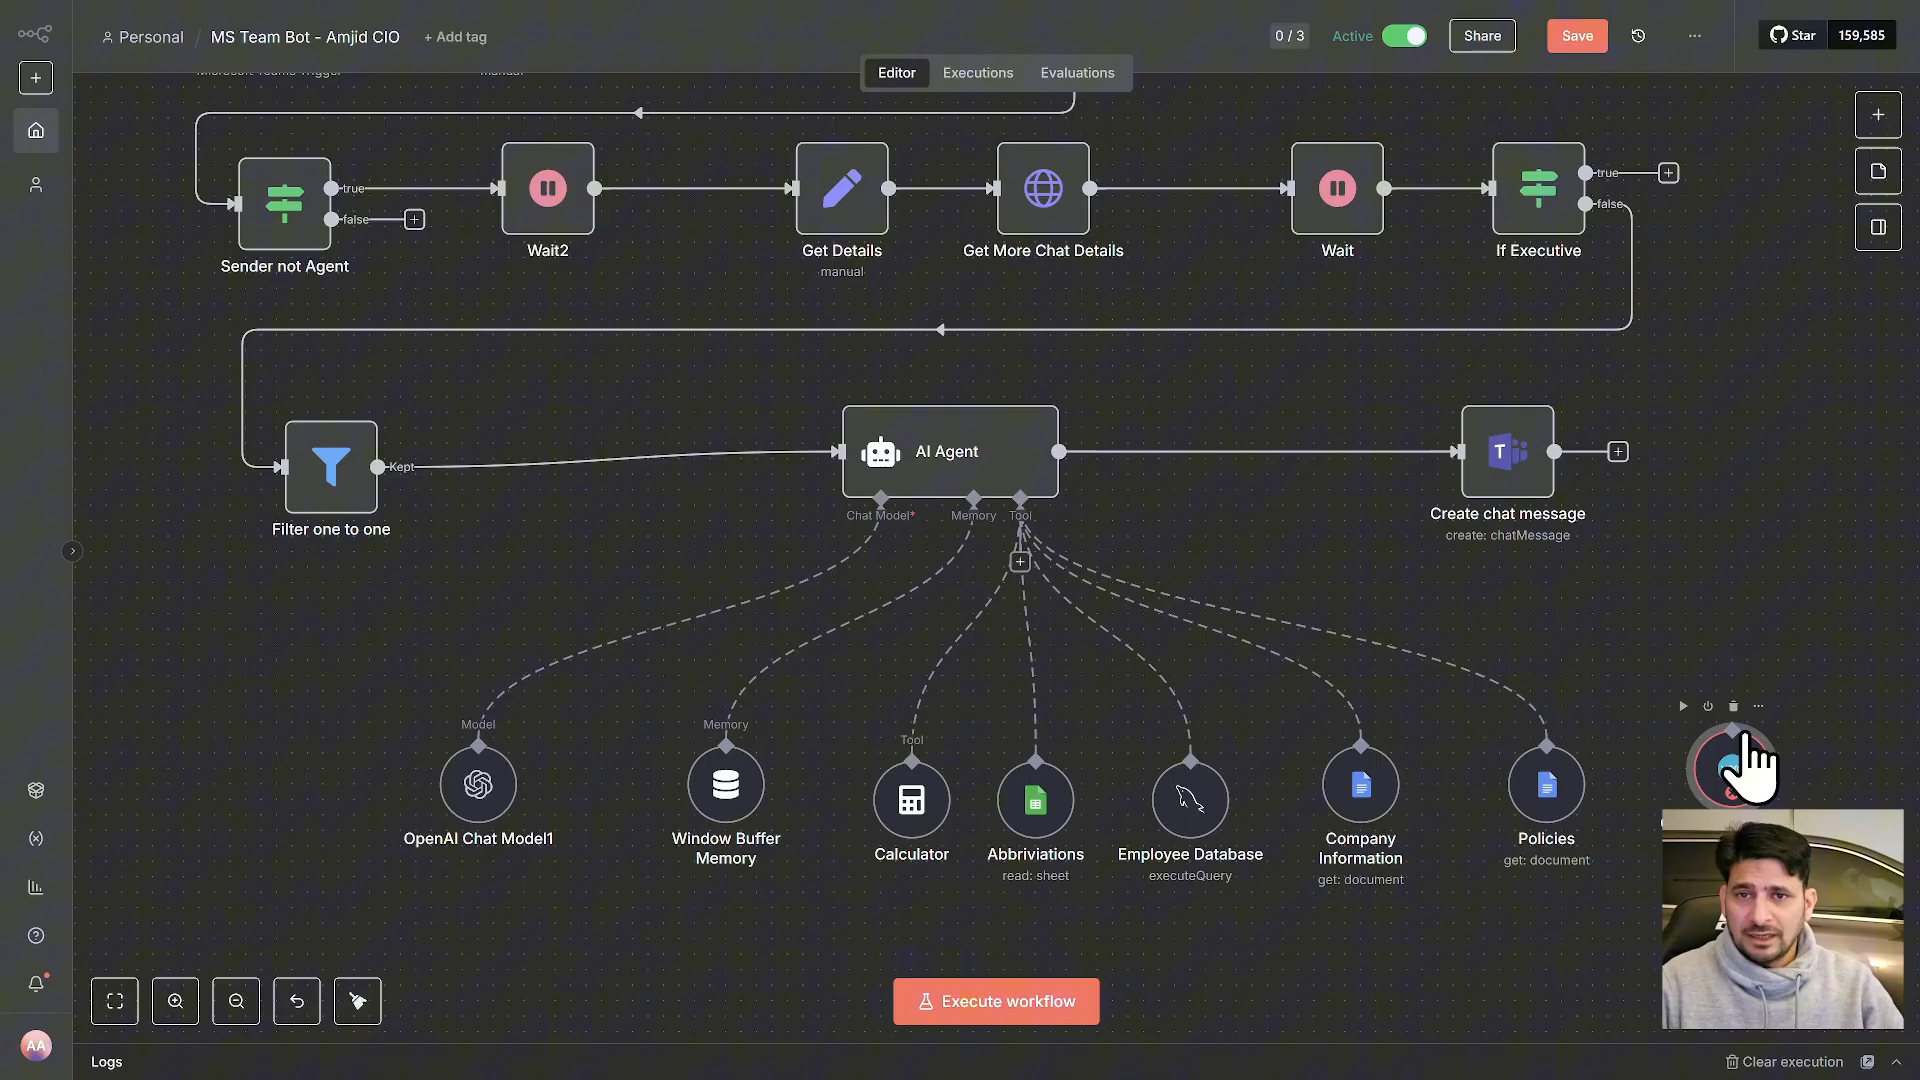 Personal / MS Team Bot - Amjid CIO + Add tag
0 / 3 Active Share Save Star 159,585
Microsoft Teams Trigger manual
Editor Executions Evaluations
true
false
Sender not Agent
Wait2
Get Details
manual
Get More Chat Details
Wait
If Executive
true
false
Kept
Filter one to one
AI Agent
Chat Model* Memory Tool
T
Create chat message
create: chatMessage
Model
Memory
Tool
OpenAI Chat Model1
Window Buffer
Memory
Calculator
Abbriviations
read: sheet
Employee Database
executeQuery
Company
Information
get: document
Policies
get: document
Execute workflow
AA
Logs
Clear execution